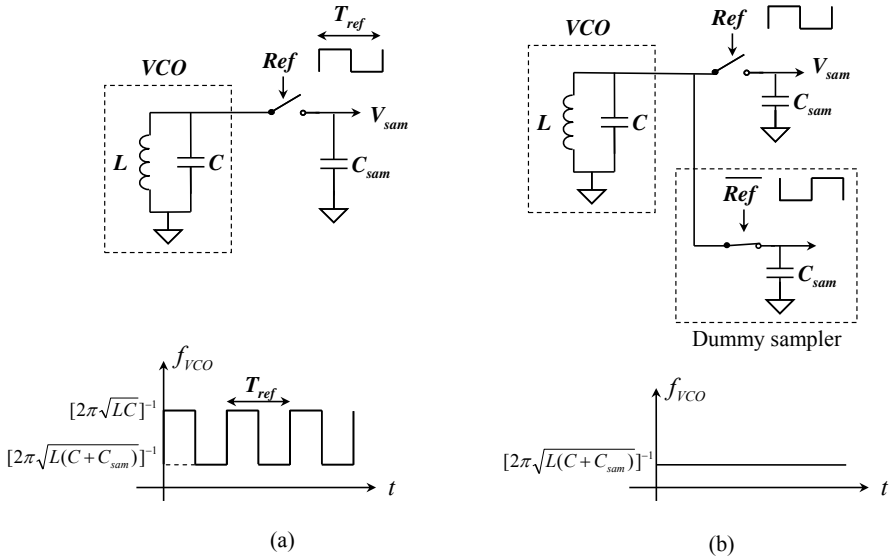 T_ref
Ref
VCO
V_sam
L
C
C_sam
f_VCO
[2π√LC]⁻¹
T_ref
[2π√L(C + C_sam)]⁻¹
t
(a)
Ref
VCO
V_sam
C_sam
L
C
R̅e̅f̅
C_sam
Dummy sampler
f_VCO
[2π√L(C + C_sam)]⁻¹
t
(b)